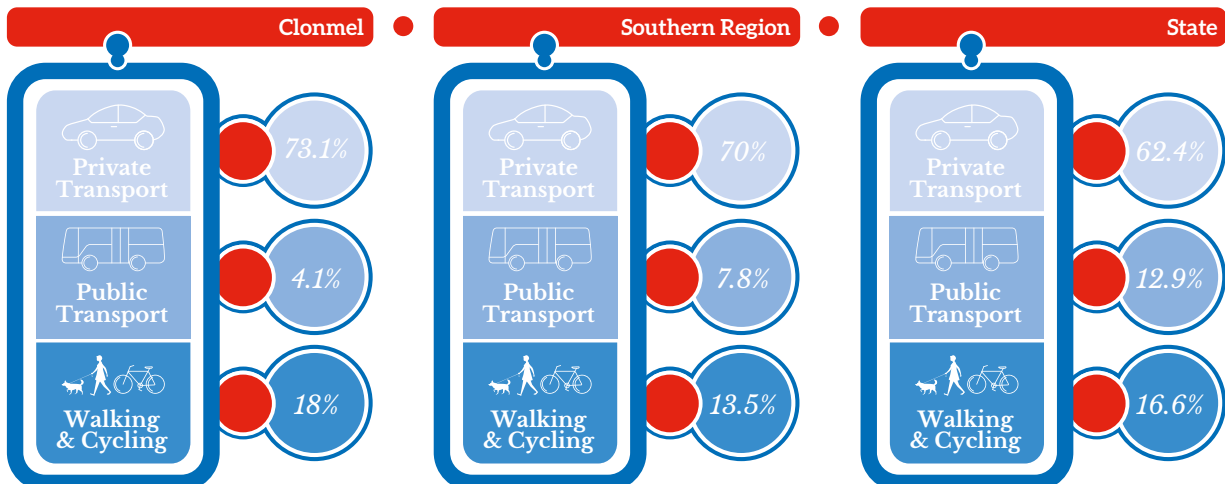 Clonmel
Private
Transport
73.1%
Public
Transport
4.1%
Walking
& Cycling
18%
Southern Region
Private
Transport
70%
Public
Transport
7.8%
Walking
& Cycling
13.5%
State
Private
Transport
62.4%
Public
Transport
12.9%
Walking
& Cycling
16.6%